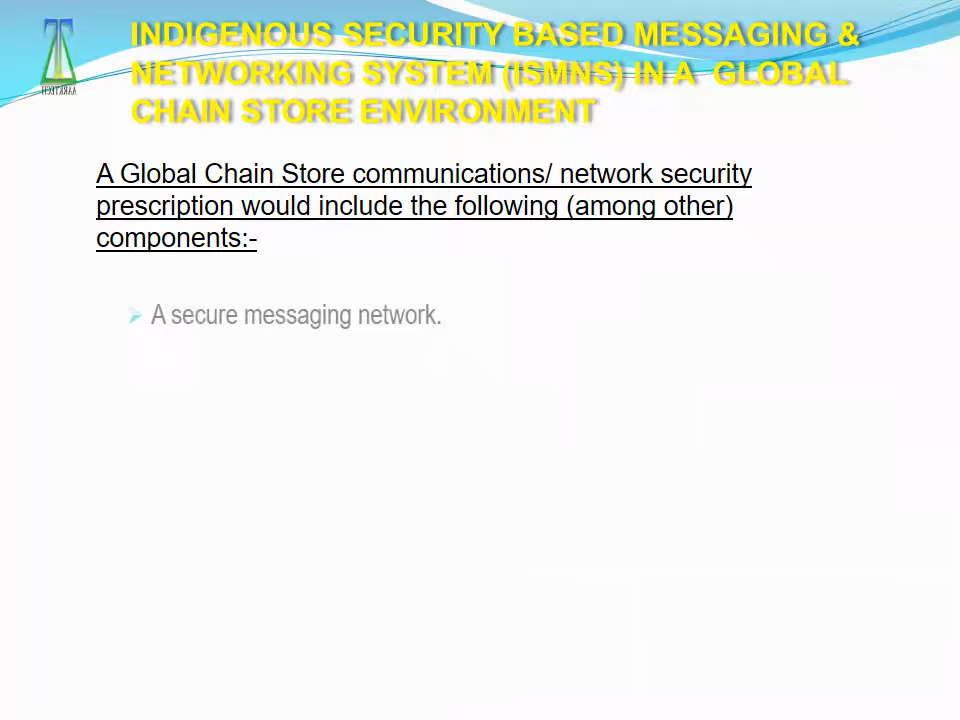 INDIGENOUS SECURITY BASED MESSAGING &
NETWORKING SYSTEM (ISMNS) IN A GLOBAL
CHAIN STORE ENVIRONMENT
AARKTECH
A Global Chain Store communications/ network security
prescription would include the following (among other)
components:-
A secure messaging network.